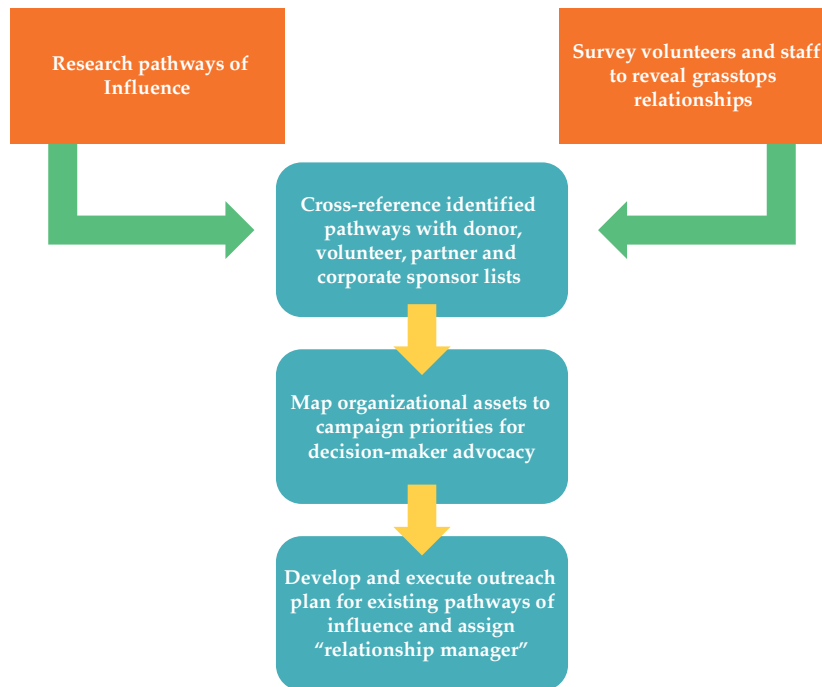 Research pathways of
Influence
Survey volunteers and staff
to reveal grasstops
relationships
Cross-reference identified
pathways with donor,
volunteer, partner and
corporate sponsor lists
Map organizational assets to
campaign priorities for
decision-maker advocacy
Develop and execute outreach
plan for existing pathways of
influence and assign
“relationship manager”